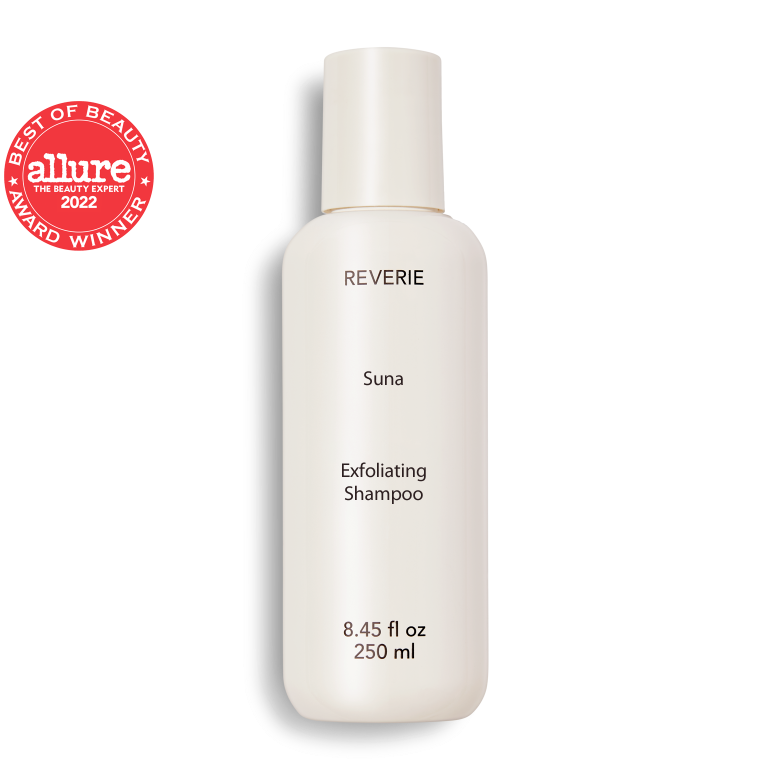 BEST OF BEAUTY
allure
THE BEAUTY EXPERT
2022
AWARD WINNER
REVERIE
Suna
Exfoliating
Shampoo
8.45 fl oz
250 ml